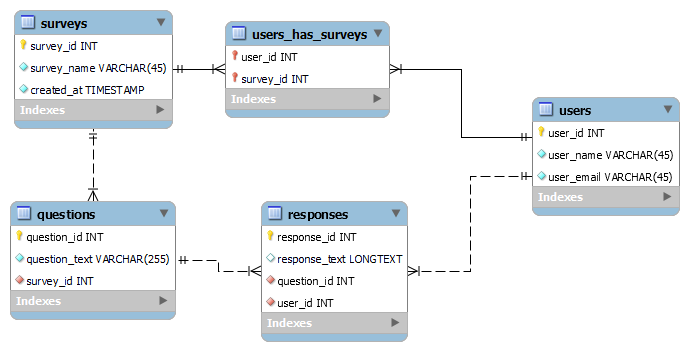 surveys
survey_id INT
survey_name VARCHAR(45)
created_at TIMESTAMP
Indexes
users_has_surveys
user_id INT
survey_id INT
Indexes
users
user_id INT
user_name VARCHAR(45)
user_email VARCHAR(45)
Indexes
questions
question_id INT
question_text VARCHAR(255)
survey_id INT
Indexes
responses
response_id INT
response_text LONGTEXT
question_id INT
user_id INT
Indexes